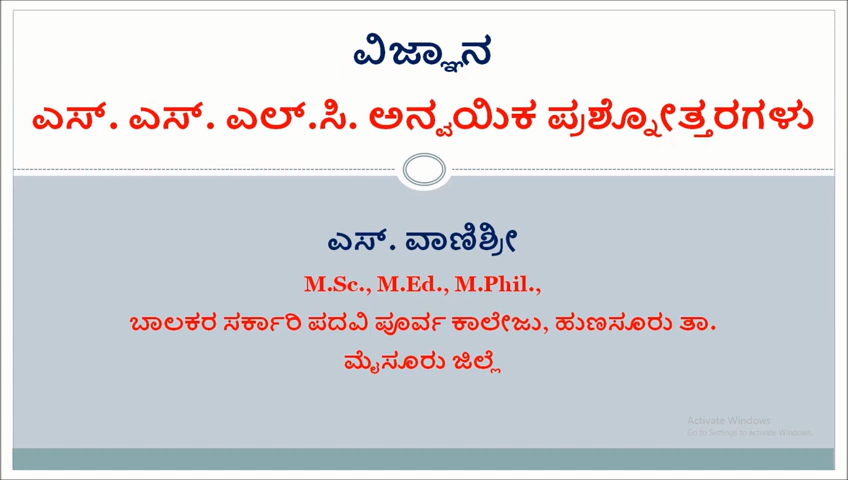 ವಿಜ್ಞಾನ
ಎಸ್. ಎಸ್. ಎಲ್.ಸಿ. ಅನ್ವಯಿಕ ಪ್ರಶ್ನೋತ್ತರಗಳು
ಎಸ್. ವಾಣಿಶ್ರೀ
M.Sc., M.Ed., M.Phil.,
ಬಾಲಕರ ಸರ್ಕಾರಿ ಪದವಿ ಪೂರ್ವ ಕಾಲೇಜು, ಹುಣಸೂರು ತಾ.
ಮೈಸೂರು ಜಿಲ್ಲೆ
Activate Windows
Go to Settings to activate Windows.